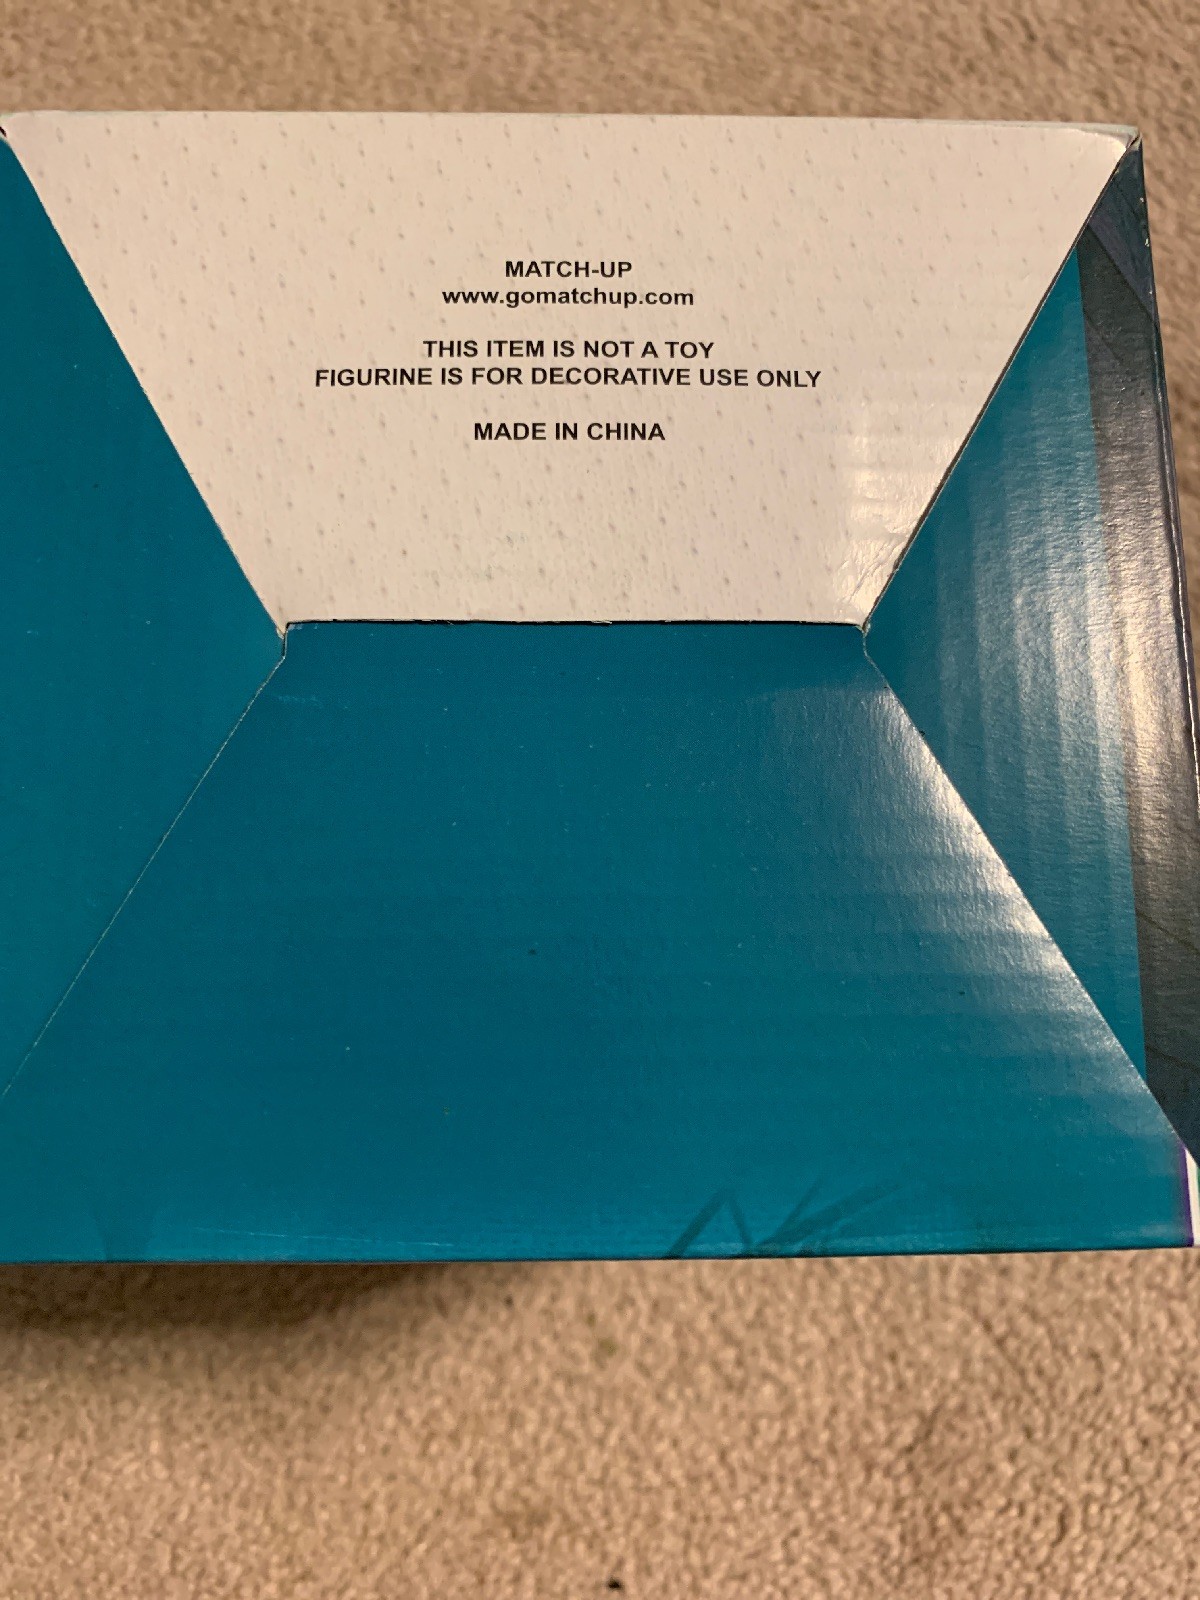 MATCH-UP
www.gomatchup.com
THIS ITEM IS NOT A TOY
FIGURINE IS FOR DECORATIVE USE ONLY
MADE IN CHINA